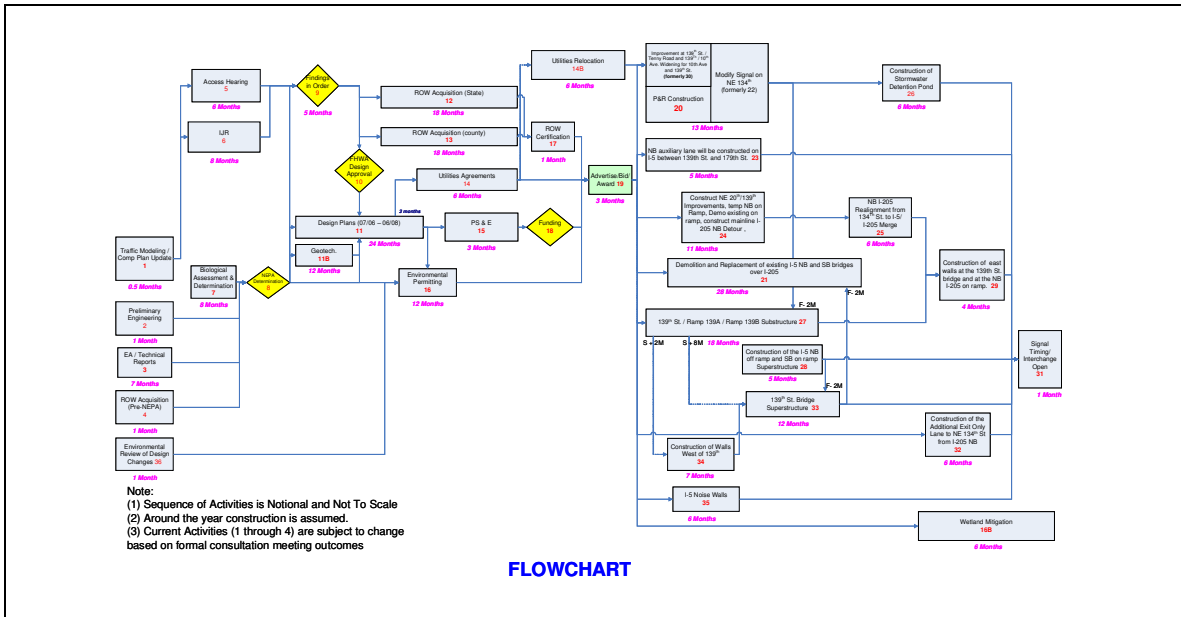 Access Hearing
5
6 Months
IJR
6
8 Months
Traffic Modeling /
Comp Plan Update
1
0.5 Months
Biological
Assessment &
Determination
7
8 Months
Preliminary
Engineering
2
1 Month
EA / Technical
Reports
3
7 Months
ROW Acquisition
(Pre-NEPA)
4
1 Month
Environmental
Review of Design
Changes 36
1 Month
NEPA
Determination
8
Findings
in Order
9
5 Months
FHWA
Design
Approval
10
ROW Acquisition (State)
12
18 Months
ROW Acquisition (county)
13
18 Months
Utilities Agreements
14
6 Months
Design Plans (07/06 – 06/08)
11
24 Months
Geotech.
11B
12 Months
PS & E
15
3 Months
Environmental
Permitting
16
12 Months
Funding
18
Utilities Relocation
14B
6 Months
ROW
Certification
17
1 Month
Advertise/Bid/
Award 19
3 Months
Improvement at 136th St. /
Tenny Road and 139th / 10th
Ave. Widening for 10th Ave
and 139th St.
(formerly 30)
P&R Construction
20
Modify Signal on
NE 134th
(formerly 22)
13 Months
NB auxiliary lane will be constructed on
I-5 between 139th St. and 179th St. 23
5 Months
Construct NE 20th/139th
Improvements, temp NB on
Ramp, Demo existing on
ramp, construct mainline I-
205 NB Detour ,
24
11 Months
Demolition and Replacement of existing I-5 NB and SB bridges
over I-205
21
28 Months
F- 2M
F- 2M
139th St. / Ramp 139A / Ramp 139B Substructure 27
18 Months
S + 2M
S + 8M
Construction of the I-5 NB
off ramp and SB on ramp
Superstructure 28
5 Months
F- 2M
139th St. Bridge
Superstructure 33
12 Months
Construction of Walls
West of 139th
34
7 Months
I-5 Noise Walls
35
6 Months
Construction of
Stormwater
Detention Pond
26
6 Months
NB I-205
Realignment from
134th St. to I-5/
I-205 Merge
25
6 Months
Construction of east
walls at the 139th St.
bridge and at the NB
I-205 on ramp. 29
4 Months
Signal
Timing/
Interchange
Open
31
1 Month
Construction of the
Additional Exit Only
Lane to NE 134th St
from I-205 NB
32
6 Months
Wetland Mitigation
16B
6 Months
Note:
(1) Sequence of Activities is Notional and Not To Scale
(2) Around the year construction is assumed.
(3) Current Activities (1 through 4) are subject to change
based on formal consultation meeting outcomes
FLOWCHART